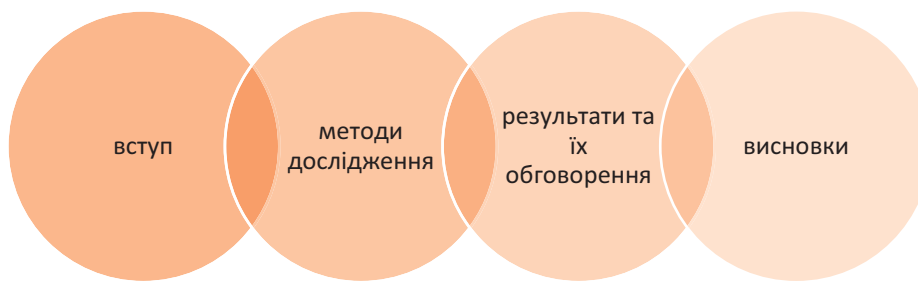 вступ
методи
дослідження
результати та
їх
обговорення
висновки